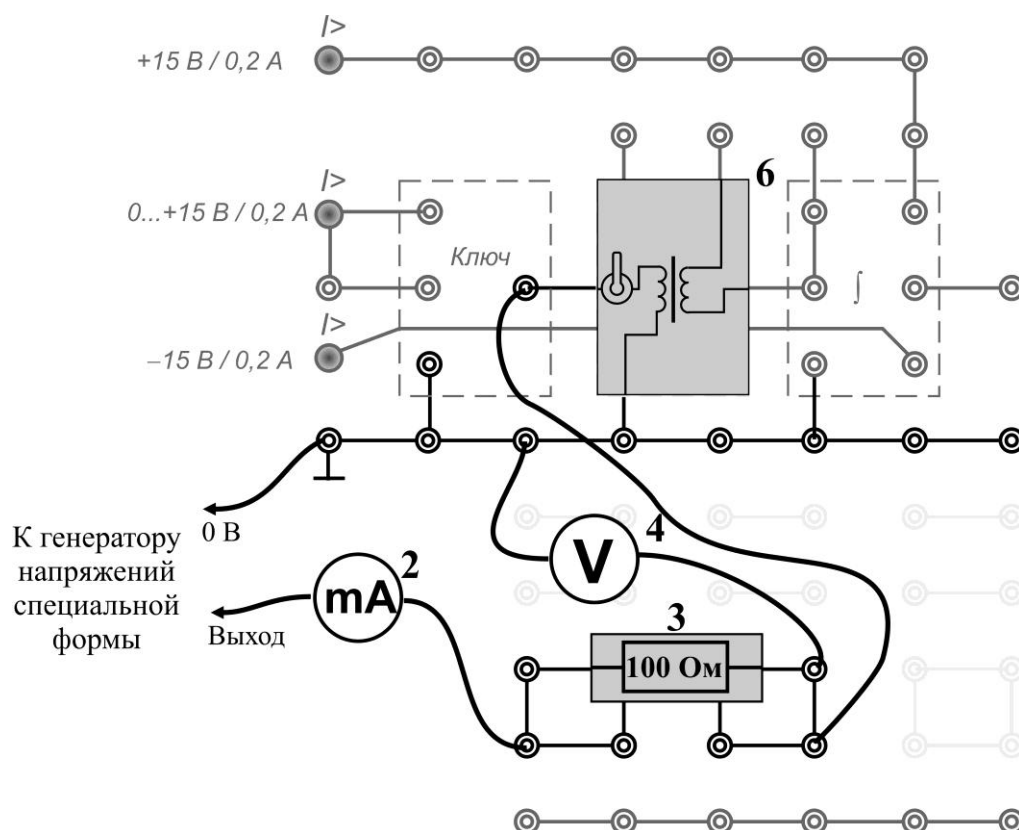 I>
+15 В / 0,2 А
6
I>
0...+15 В / 0,2 А
Ключ
∫
I>
–15 В / 0,2 А
0 В
К генератору
напряжений
специальной
формы
Выход
mA
2
V
4
3
100 Ом